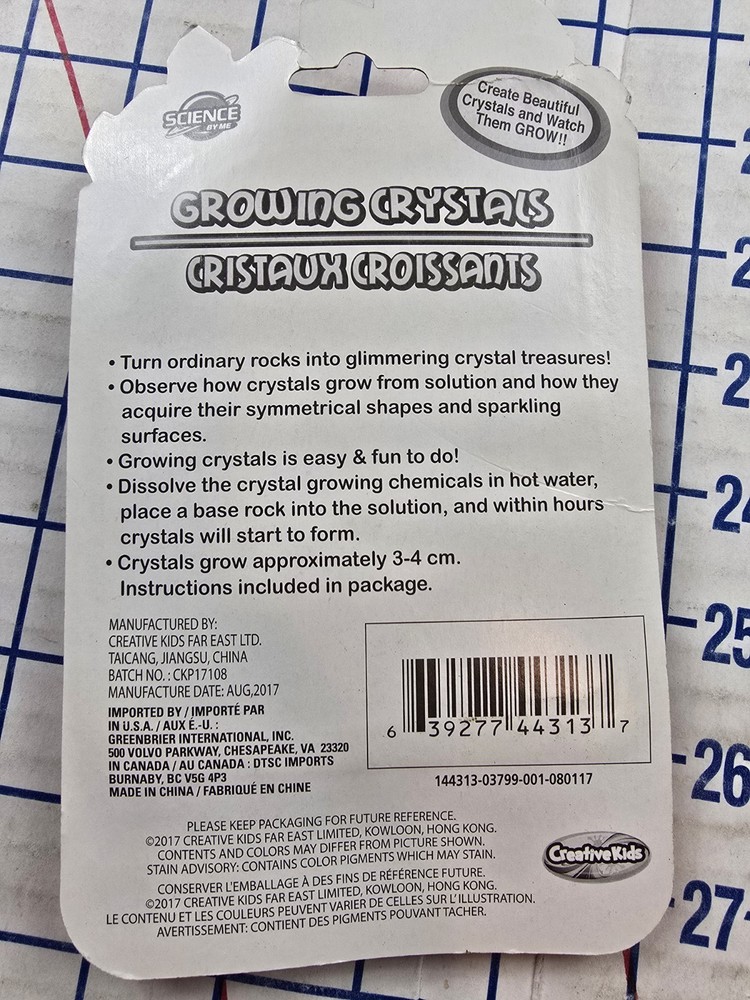 SCIENCE
BY ME
Create Beautiful
Crystals and Watch
Them GROW!!
GROWING CRYSTALS
CRISTAUX CROISSANTS
• Turn ordinary rocks into glimmering crystal treasures!
• Observe how crystals grow from solution and how they
acquire their symmetrical shapes and sparkling
surfaces.
• Growing crystals is easy & fun to do!
• Dissolve the crystal growing chemicals in hot water,
place a base rock into the solution, and within hours
crystals will start to form.
• Crystals grow approximately 3-4 cm.
Instructions included in package.
MANUFACTURED BY:
CREATIVE KIDS FAR EAST LTD.
TAICANG, JIANGSU, CHINA
BATCH NO. : CKP17108
MANUFACTURE DATE: AUG,2017
IMPORTED BY / IMPORTÉ PAR
IN U.S.A. / AUX É.-U. :
GREENBRIER INTERNATIONAL, INC.
500 VOLVO PARKWAY, CHESAPEAKE, VA 23320
IN CANADA / AU CANADA : DTSC IMPORTS
BURNABY, BC V5G 4P3
MADE IN CHINA / FABRIQUÉ EN CHINE
6 39277 44313 7
144313-03799-001-080117
PLEASE KEEP PACKAGING FOR FUTURE REFERENCE.
©2017 CREATIVE KIDS FAR EAST LIMITED, KOWLOON, HONG KONG.
CONTENTS AND COLORS MAY DIFFER FROM PICTURE SHOWN.
STAIN ADVISORY: CONTAINS COLOR PIGMENTS WHICH MAY STAIN.
CONSERVER L'EMBALLAGE À DES FINS DE RÉFÉRENCE FUTURE.
©2017 CREATIVE KIDS FAR EAST LIMITED, KOWLOON, HONG KONG.
LE CONTENU ET LES COULEURS PEUVENT VARIER DE CELLES SUR L'ILLUSTRATION.
AVERTISSEMENT: CONTIENT DES PIGMENTS POUVANT TACHER.
Creative Kids
25
26
27